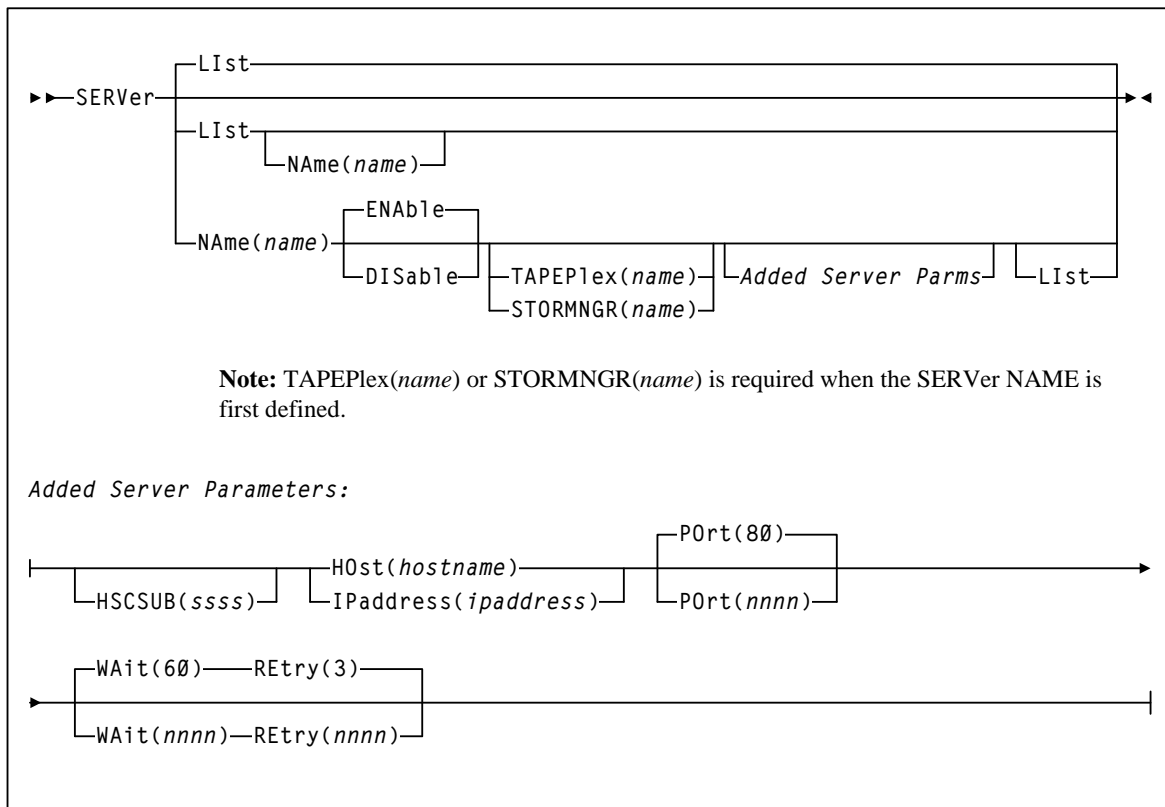 LIst
SERVer
LIst
NAme(name)
ENAble
NAme(name)
DISable
TAPEPlex(name)
Added Server Parms
LIst
STORMNGR(name)
Note: TAPEPlex(name) or STORMNGR(name) is required when the SERVer NAME is
first defined.
Added Server Parameters:
POrt(80)
HOst(hostname)
HSCSUB(ssss)
IPaddress(ipaddress)
POrt(nnnn)
WAit(60) REtry(3)
WAit(nnnn) REtry(nnnn)